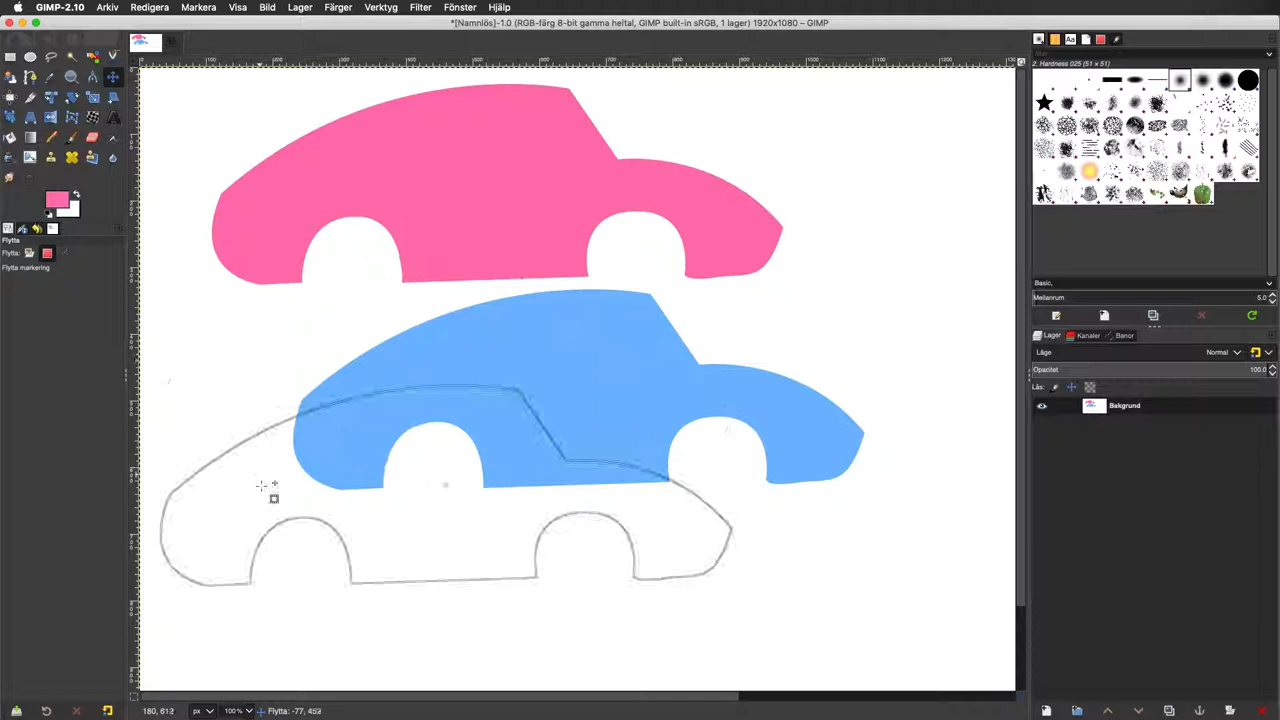 GIMP-2.10 Arkiv Redigera Markera Visa Bild Lager Färger Verktyg Filter Fönster Hjälp
*[Namnlös]-1.0 (RGB-färg 8-bit gamma heltal, GIMP built-in sRGB, 1 lager) 1920x1080 – GIMP
Aa
2. Hardness 025 (51 × 51)
Flytta
Flytta:
Flytta markering
Basic,
Mellanrum 5.0
Lager Kanaler Banor
Läge Normal
Opacitet 100.0
Lås:
Bakgrund
180, 612 px 100% Flytta: -77, 453